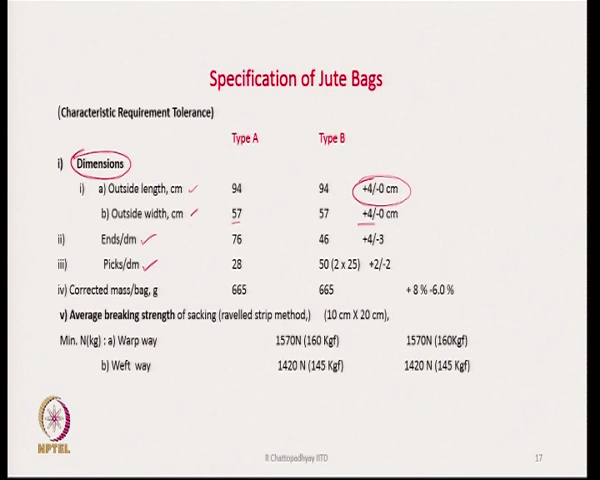 Specification of Jute Bags
(Characteristic Requirement Tolerance)
Type A Type B
i) Dimensions
i) a) Outside length, cm 94 94 +4/-0 cm
b) Outside width, cm 57 57 +4/-0 cm
ii) Ends/dm 76 46 +4/-3
iii) Picks/dm 28 50 (2 x 25) +2/-2
iv) Corrected mass/bag, g 665 665 + 8 % -6.0 %
v) Average breaking strength of sacking (ravelled strip method,) (10 cm X 20 cm),
Min. N(kg) : a) Warp way 1570N (160 Kgf) 1570N (160Kgf)
b) Weft way 1420 N (145 Kgf) 1420 N (145 Kgf)
NPTEL
R Chattopadhyay IITD 17